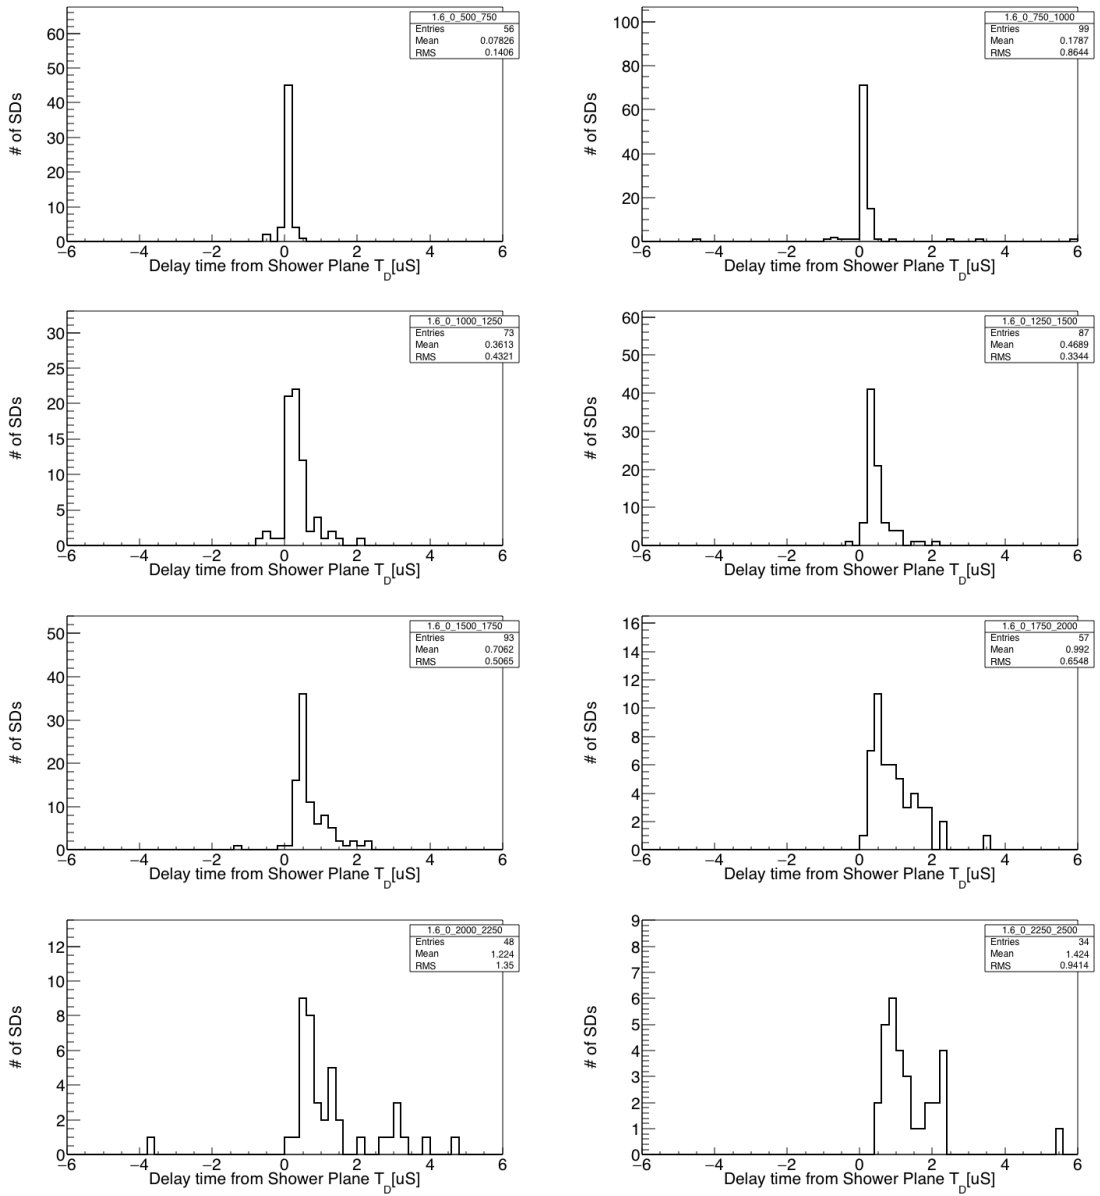 1.6_0_500_750
Entries 56
Mean 0.07826
RMS 0.1406
# of SDs
60
50
40
30
20
10
0
−6 −4 −2 0 2 4 6
Delay time from Shower Plane T_D[uS]
1.6_0_750_1000
Entries 99
Mean 0.1787
RMS 0.8644
# of SDs
100
80
60
40
20
0
−6 −4 −2 0 2 4 6
Delay time from Shower Plane T_D[uS]
1.6_0_1000_1250
Entries 73
Mean 0.3613
RMS 0.4321
# of SDs
30
25
20
15
10
5
0
−6 −4 −2 0 2 4 6
Delay time from Shower Plane T_D[uS]
1.6_0_1250_1500
Entries 87
Mean 0.4689
RMS 0.3344
# of SDs
60
50
40
30
20
10
0
−6 −4 −2 0 2 4 6
Delay time from Shower Plane T_D[uS]
1.6_0_1500_1750
Entries 93
Mean 0.7062
RMS 0.5065
# of SDs
50
40
30
20
10
0
−6 −4 −2 0 2 4 6
Delay time from Shower Plane T_D[uS]
1.6_0_1750_2000
Entries 57
Mean 0.992
RMS 0.6548
# of SDs
16
14
12
10
8
6
4
2
0
−6 −4 −2 0 2 4 6
Delay time from Shower Plane T_D[uS]
1.6_0_2000_2250
Entries 48
Mean 1.224
RMS 1.35
# of SDs
12
10
8
6
4
2
0
−6 −4 −2 0 2 4 6
Delay time from Shower Plane T_D[uS]
1.6_0_2250_2500
Entries 34
Mean 1.424
RMS 0.9414
# of SDs
9
8
7
6
5
4
3
2
1
0
−6 −4 −2 0 2 4 6
Delay time from Shower Plane T_D[uS]